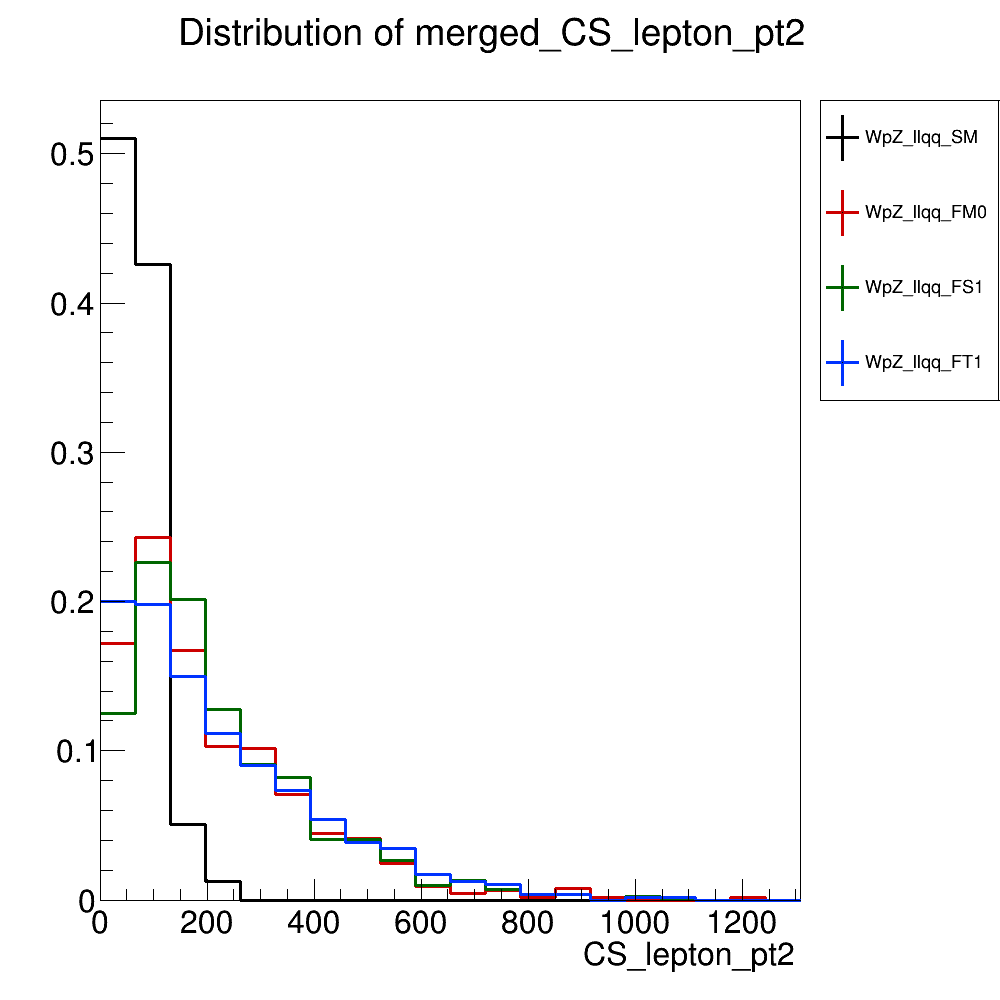 Distribution of merged_CS_lepton_pt2
0.5
0.4
0.3
0.2
0.1
0
0 200 400 600 800 1000 1200
CS_lepton_pt2
WpZ_llqq_SM
WpZ_llqq_FM0
WpZ_llqq_FS1
WpZ_llqq_FT1